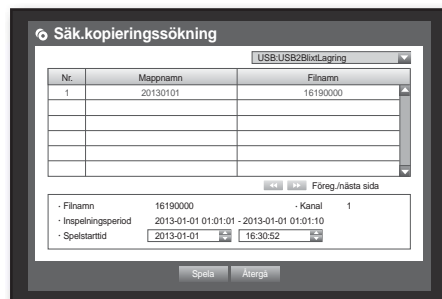 Säk.kopieringssökning
USB:USB2BlixtLagring
Nr. Mappnamn Filnamn
1 20130101 16190000
Föreg./nästa sida
· Filnamn 16190000 · Kanal 1
· Inspelningsperiod 2013-01-01 01:01:01 - 2013-01-01 01:01:10
· Spelstarttid 2013-01-01 16:30:52
Spela Återgå